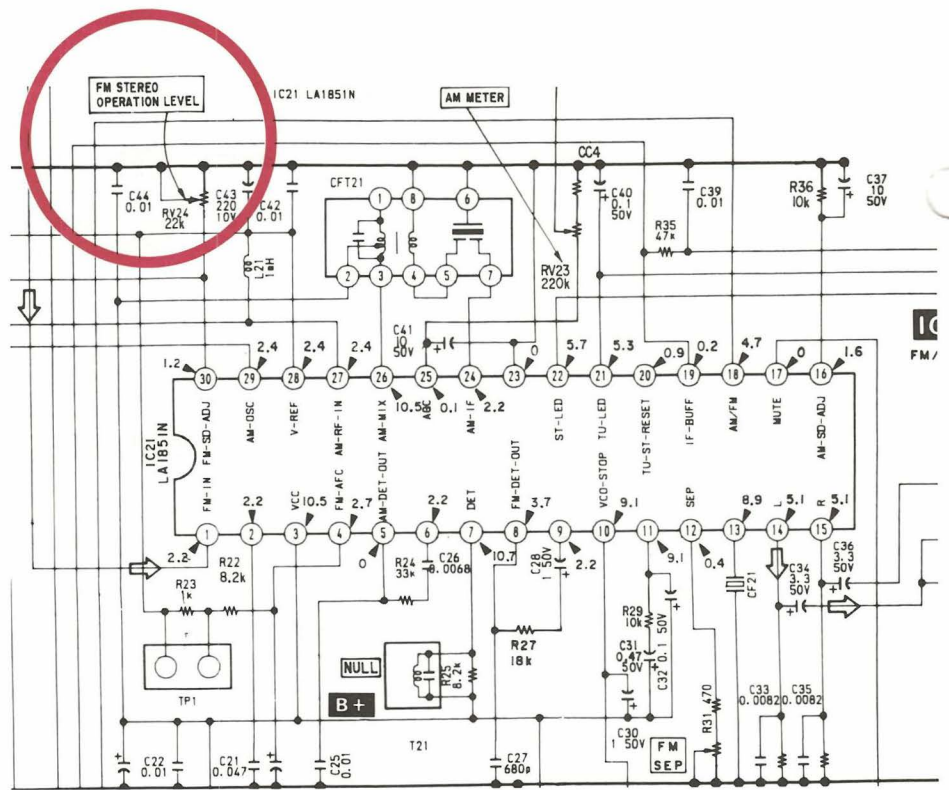 FM STEREO
OPERATION LEVEL
IC21 LA1851N
AM METER
CC4
C44
0.01
RV24
22k
C43
220
10V
C42
0.01
CFT21
1
8
6
2
3
4
5
7
L21
1mH
C40
0.1
50V
C39
0.01
R35
47k
R36
10k
C37
10
50V
RV23
220k
C41
10
50V
IC
FM/
1.2
2.4
2.4
2.4
10.5
0.1
2.2
0
5.7
5.3
0.9
0.2
4.7
0
1.6
30
29
28
27
26
25
24
23
22
21
20
19
18
17
16
FM-SD-ADJ
AM-OSC
V-REF
AM-RF-IN
AM-MIX
AGC
AM-IF
ST-LED
TU-LED
TU-ST-RESET
IF-BUFF
AM/FM
MUTE
AM-SD-ADJ
IC21
LA1851N
FM-IN
VCC
FM-AFC
AM-DET-OUT
DET
FM-DET-OUT
VCO-STOP
SEP
L
R
2.2
2.2
10.5
2.7
0
2.2
10.7
3.7
2.2
9.1
9.1
0.4
8.9
5.1
5.1
1
2
3
4
5
6
7
8
9
10
11
12
13
14
15
R22
8.2k
R23
R24
33k
C26
0.0068
C28
1 50V
R27
18k
R29
10k
C31
0.47
50V
C32 0.1 50V
CF21
C34
3.3
50V
C36
3.3
50V
TP1
NULL
R25
8.2k
B+
T21
C30
1 50V
R31 470
FM
SEP
C33
0.0082
C35
0.0082
C22
0.01
C21
0.047
C25
0.01
C27
680p